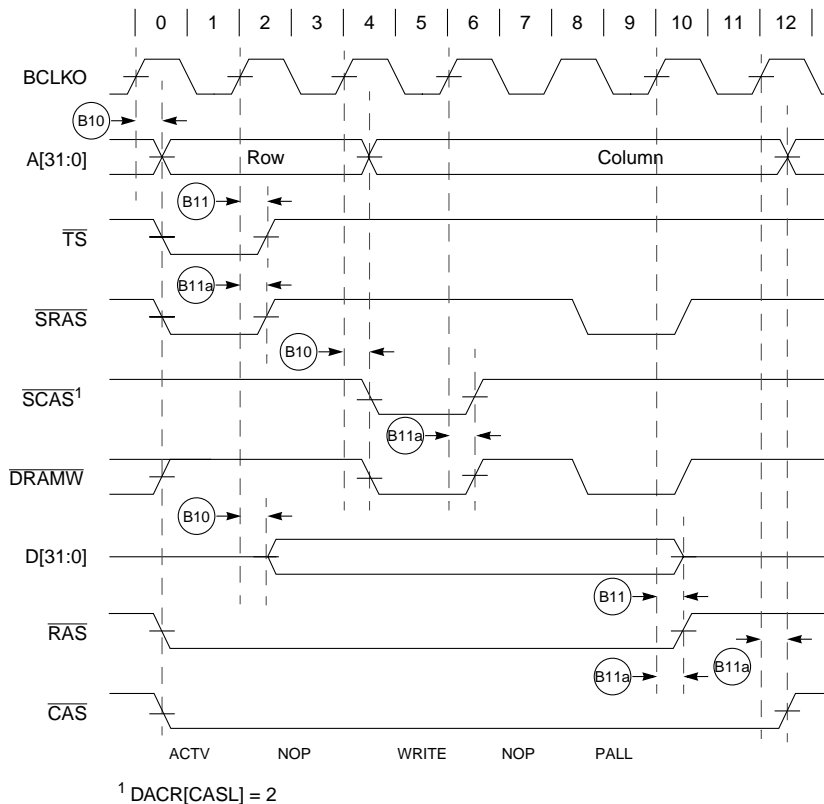 0 1 2 3 4 5 6 7 8 9 10 11 12
BCLKO
B10
A[31:0] Row Column
B11
TS
B11a
SRAS
B10
SCAS¹
B11a
DRAMW
B10
D[31:0]
B11
RAS
B11a B11a
CAS
ACTV NOP WRITE NOP PALL
¹ DACR[CASL] = 2